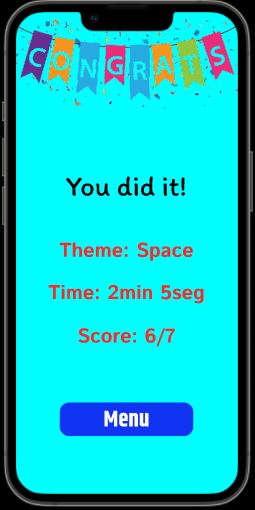 CONGRATS
You did it!
Theme: Space
Time: 2min 5seg
Score: 6/7
Menu